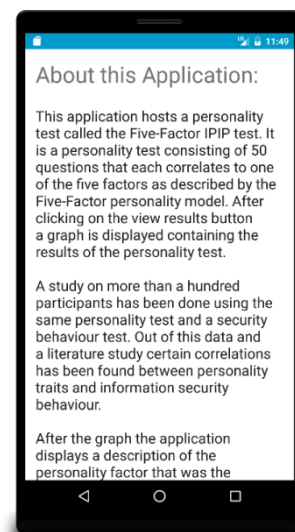 11:49
About this Application:
This application hosts a personality
test called the Five-Factor IPIP test. It
is a personality test consisting of 50
questions that each correlates to one
of the five factors as described by the
Five-Factor personality model. After
clicking on the view results button
a graph is displayed containing the
results of the personality test.
A study on more than a hundred
participants has been done using the
same personality test and a security
behaviour test. Out of this data and
a literature study certain correlations
has been found between personality
traits and information security
behaviour.
After the graph the application
displays a description of the
personality factor that was the